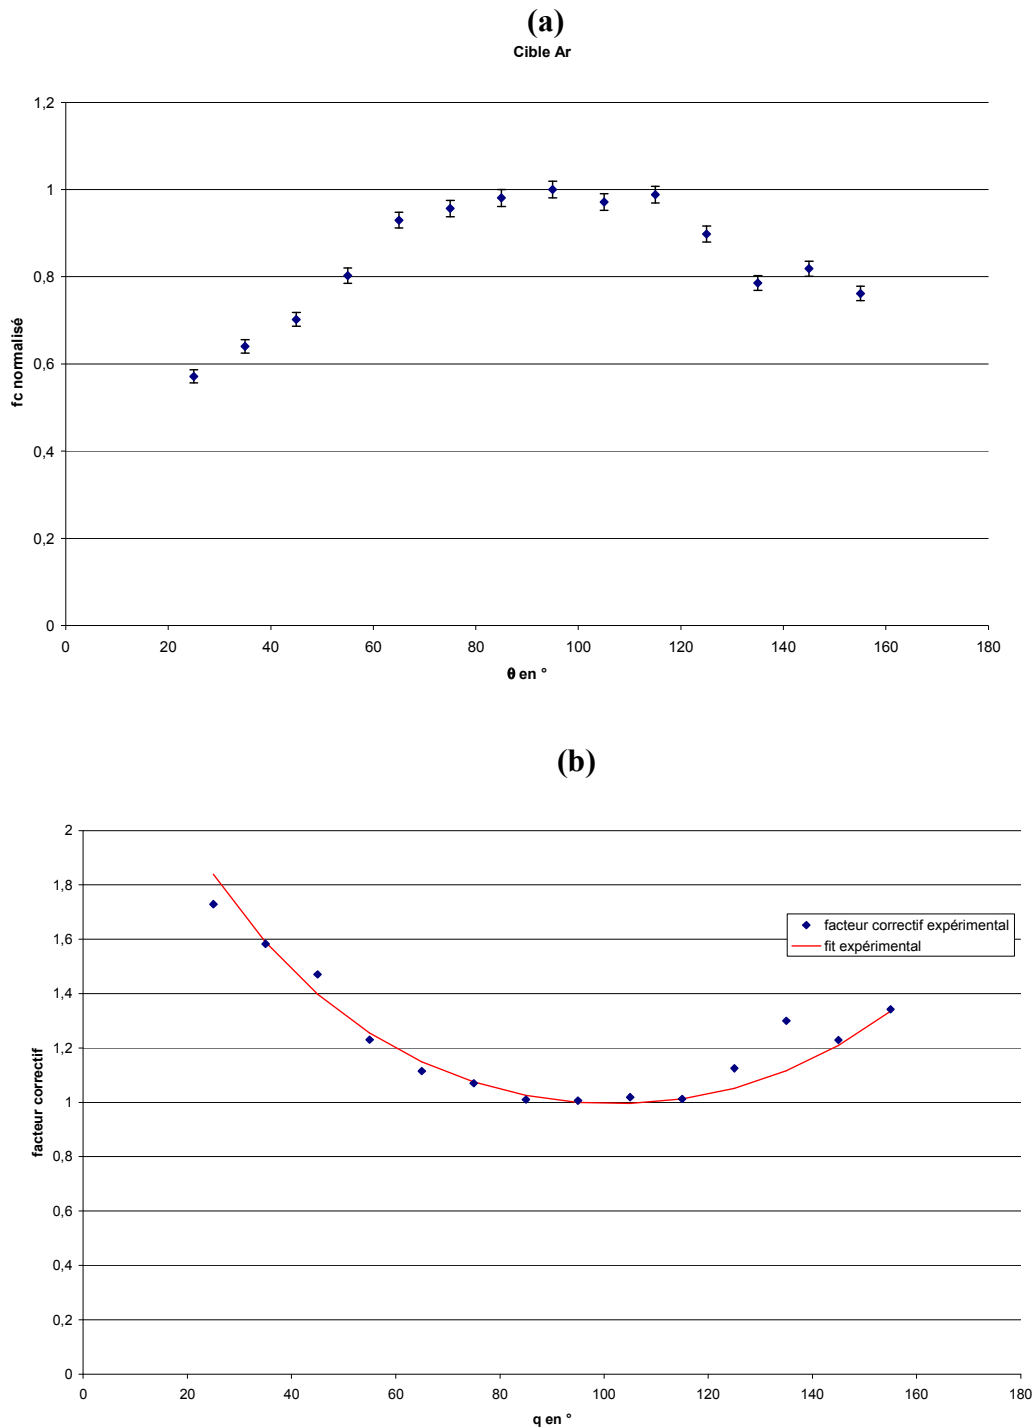 (a)
Cible Ar
1,2
1
0,8
0,6
0,4
0,2
0
0 20 40 60 80 100 120 140 160 180
fc normalisé
θ en °
(b)
2
1,8
1,6
1,4
1,2
1
0,8
0,6
0,4
0,2
0
0 20 40 60 80 100 120 140 160 180
facteur correctif
q en °
facteur correctif expérimental
fit expérimental